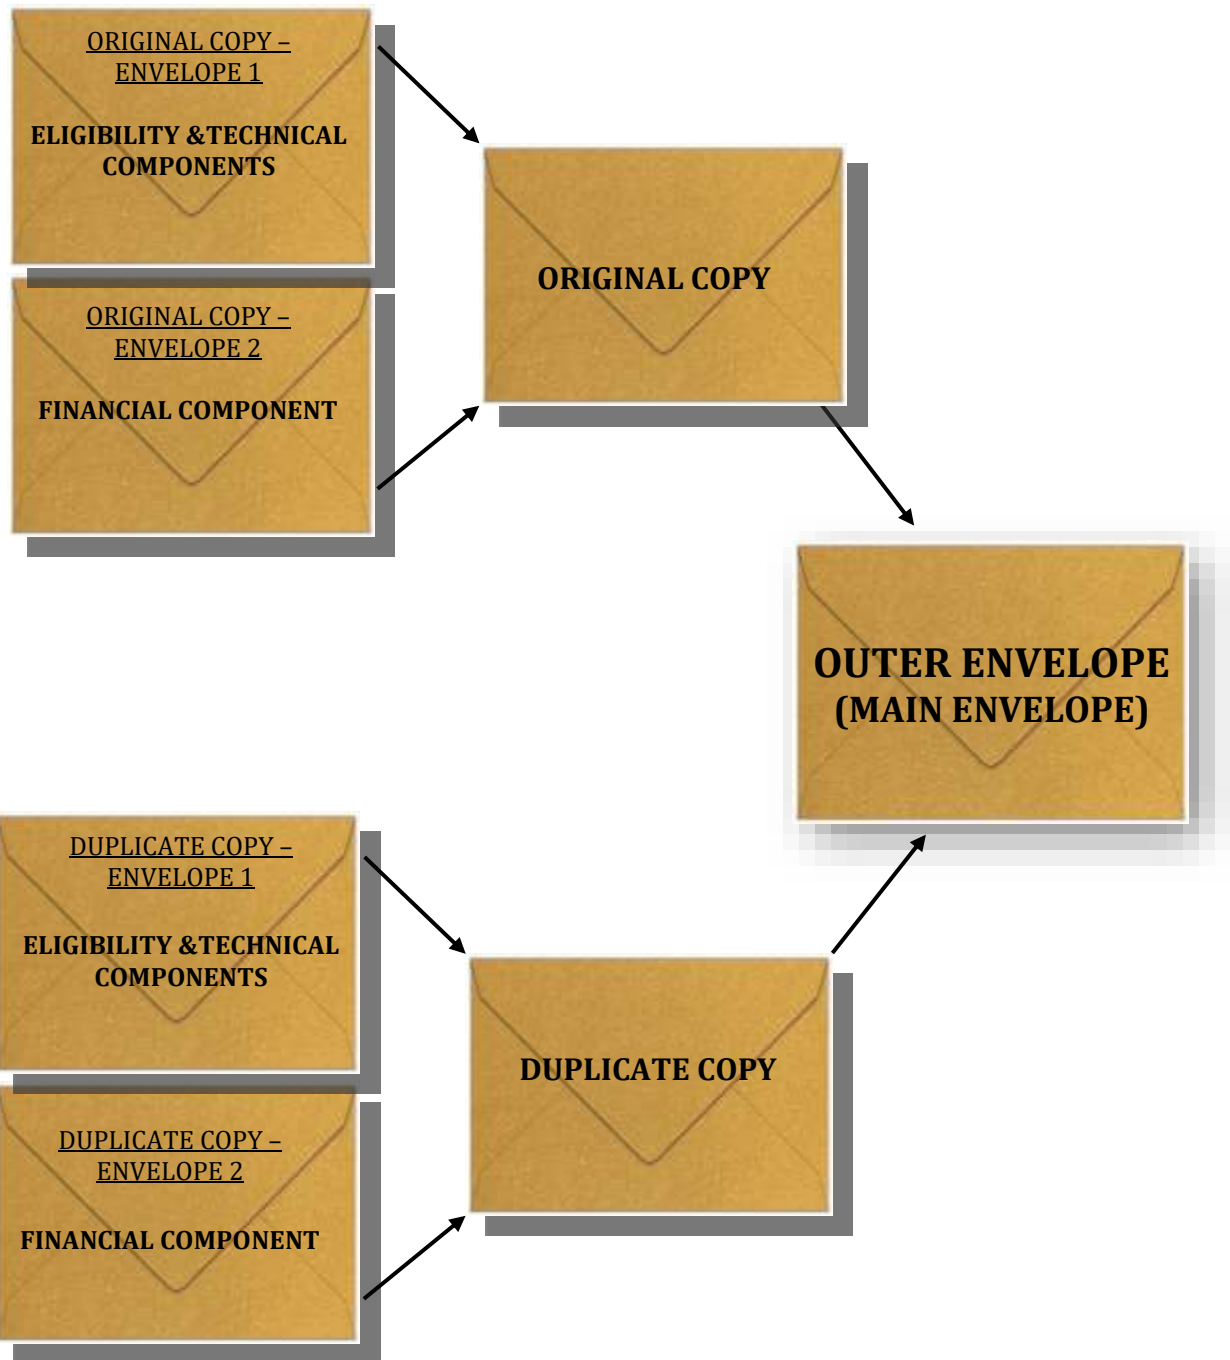 ORIGINAL COPY –
ENVELOPE 1
ELIGIBILITY &TECHNICAL
COMPONENTS
ORIGINAL COPY –
ENVELOPE 2
FINANCIAL COMPONENT
ORIGINAL COPY
OUTER ENVELOPE
(MAIN ENVELOPE)
DUPLICATE COPY –
ENVELOPE 1
ELIGIBILITY &TECHNICAL
COMPONENTS
DUPLICATE COPY –
ENVELOPE 2
FINANCIAL COMPONENT
DUPLICATE COPY